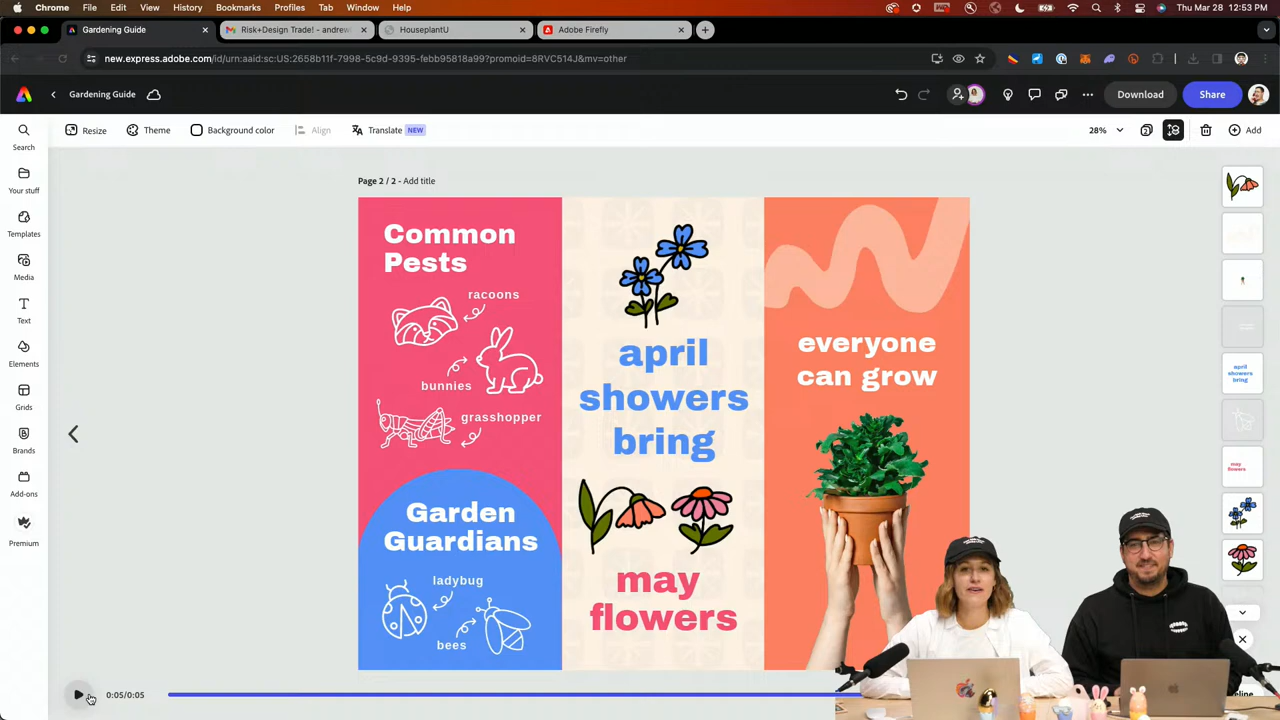 Chrome File Edit View History Bookmarks Profiles Tab Window Help
Thu Mar 28 12:53 PM
Gardening Guide
Risk+Design Trade! - andrew
HouseplantU
Adobe Firefly
new.express.adobe.com/id/urn:aaid:sc:US:2658b11f-7998-5c9d-9395-febb95818a99?promoid=8RVC514J&mv=other
Gardening Guide
Download
Share
Resize
Theme
Background color
Align
Translate NEW
28%
2
Add
Search
Your stuff
Templates
Media
Text
Elements
Grids
Brands
Add-ons
Premium
Page 2 / 2 - Add title
Common
Pests
racoons
bunnies
grasshopper
Garden
Guardians
ladybug
bees
april
showers
bring
may
flowers
everyone
can grow
april
showers
bring
may
flowers
0:05/0:05